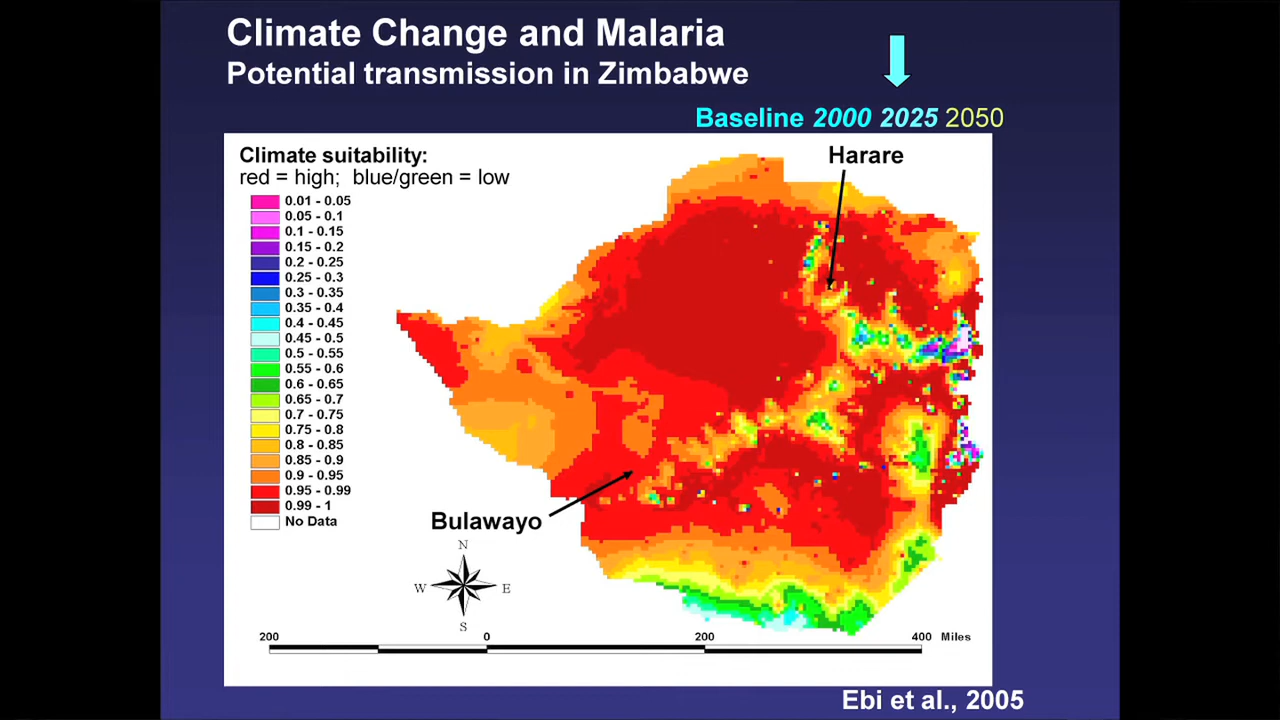 Climate Change and Malaria
Potential transmission in Zimbabwe
Baseline 2000 2025 2050
Climate suitability:
red = high; blue/green = low
Harare
0.01 - 0.05
0.05 - 0.1
0.1 - 0.15
0.15 - 0.2
0.2 - 0.25
0.25 - 0.3
0.3 - 0.35
0.35 - 0.4
0.4 - 0.45
0.45 - 0.5
0.5 - 0.55
0.55 - 0.6
0.6 - 0.65
0.65 - 0.7
0.7 - 0.75
0.75 - 0.8
0.8 - 0.85
0.85 - 0.9
0.9 - 0.95
0.95 - 0.99
0.99 - 1
No Data
Bulawayo
N
W E
S
200 0 200 400 Miles
Ebi et al., 2005